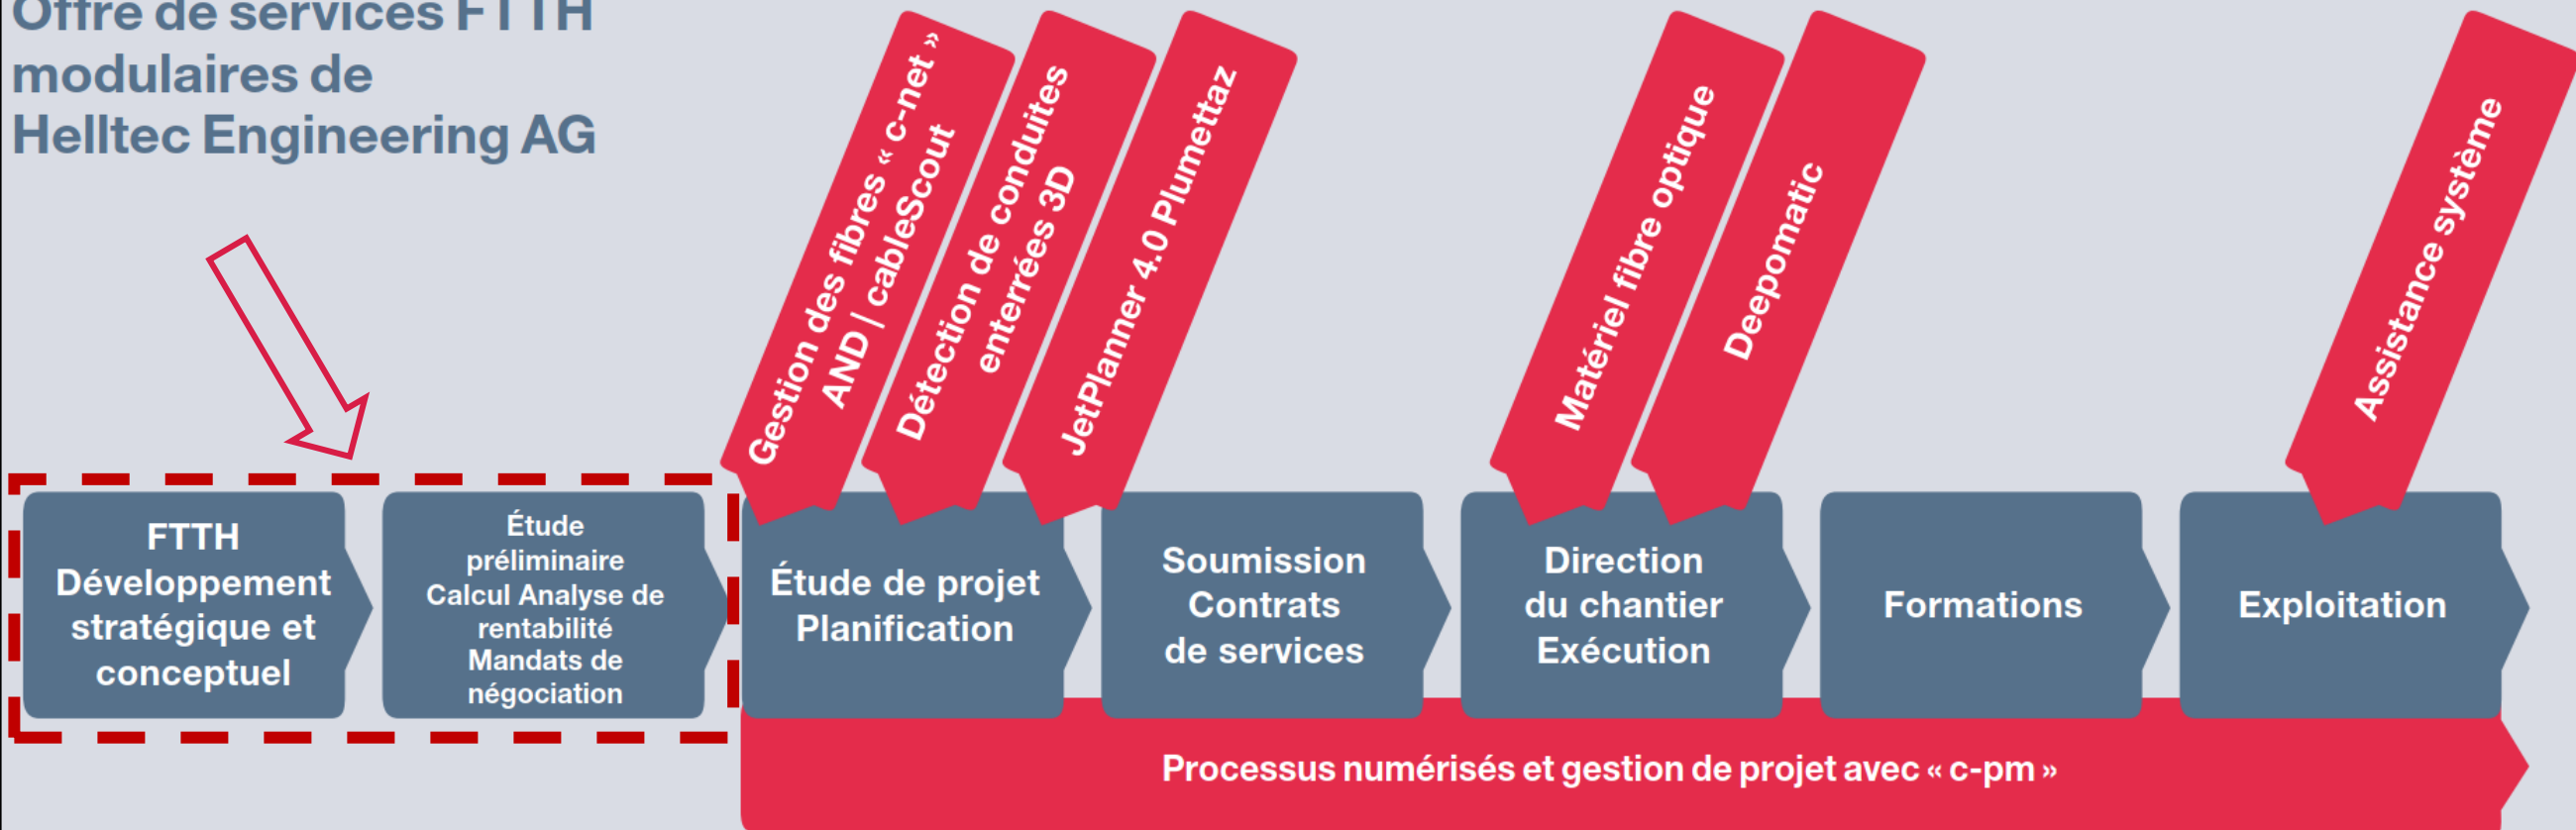 Offre de services FTTH
modulaires de
Helltec Engineering AG
Gestion des fibres « c-net »
AND | cableScout
Détection de conduites
enterrées 3D
JetPlanner 4.0 Plumettaz
Matériel fibre optique
Deepomatic
Assistance système
FTTH
Développement
stratégique et
conceptuel
Étude
préliminaire
Calcul Analyse de
rentabilité
Mandats de
négociation
Étude de projet
Planification
Soumission
Contrats
de services
Direction
du chantier
Exécution
Formations
Exploitation
Processus numérisés et gestion de projet avec « c-pm »